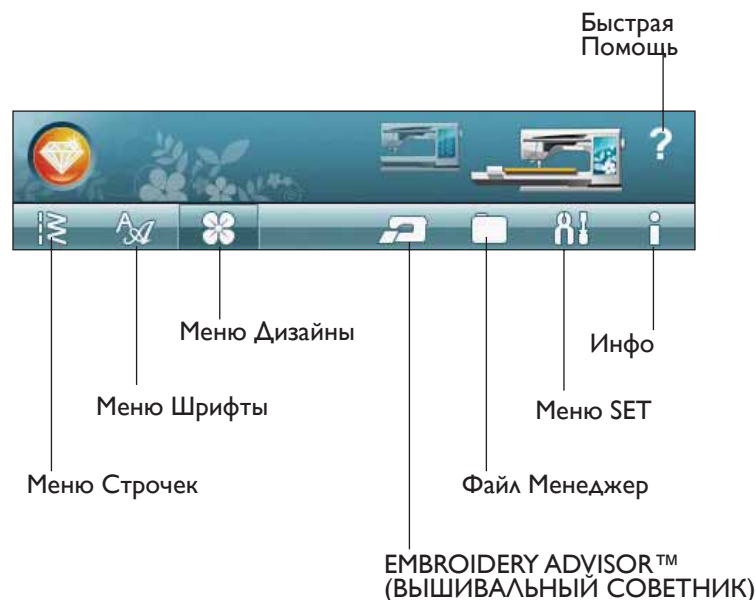 Быстрая
Помощь
?
Меню Дизайны
Инфо
Меню Шрифты
Меню SET
Меню Строчек
Файл Менеджер
EMBROIDERY ADVISOR™
(ВЫШИВАЛЬНЫЙ СОВЕТНИК)